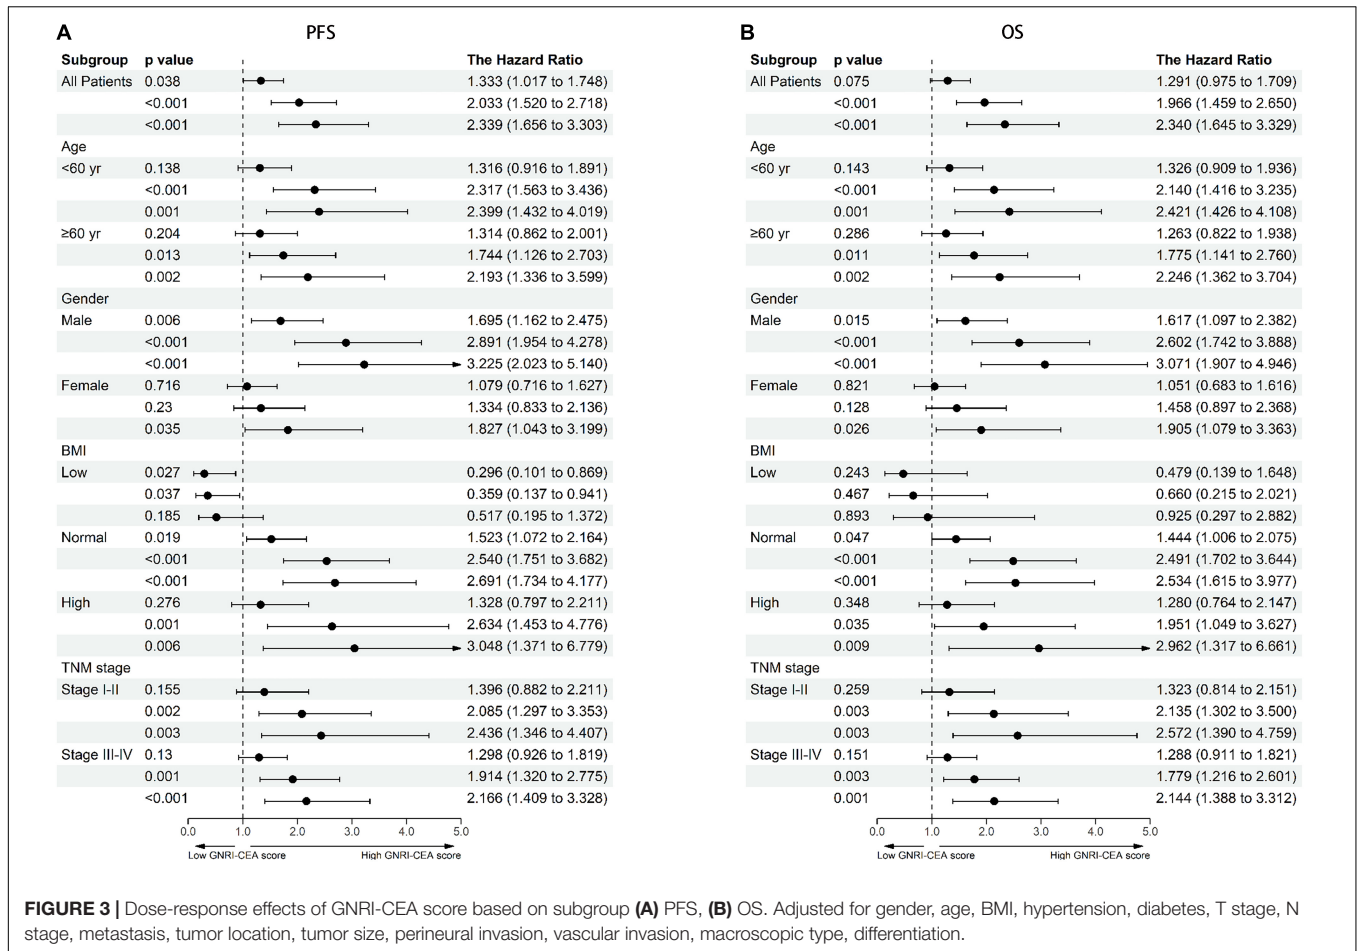 A PFS
Subgroup p value The Hazard Ratio
All Patients 0.038 1.333 (1.017 to 1.748)
<0.001 2.033 (1.520 to 2.718)
<0.001 2.339 (1.656 to 3.303)
Age
<60 yr 0.138 1.316 (0.916 to 1.891)
<0.001 2.317 (1.563 to 3.436)
0.001 2.399 (1.432 to 4.019)
≥60 yr 0.204 1.314 (0.862 to 2.001)
0.013 1.744 (1.126 to 2.703)
0.002 2.193 (1.336 to 3.599)
Gender
Male 0.006 1.695 (1.162 to 2.475)
<0.001 2.891 (1.954 to 4.278)
<0.001 3.225 (2.023 to 5.140)
Female 0.716 1.079 (0.716 to 1.627)
0.23 1.334 (0.833 to 2.136)
0.035 1.827 (1.043 to 3.199)
BMI
Low 0.027 0.296 (0.101 to 0.869)
0.037 0.359 (0.137 to 0.941)
0.185 0.517 (0.195 to 1.372)
Normal 0.019 1.523 (1.072 to 2.164)
<0.001 2.540 (1.751 to 3.682)
<0.001 2.691 (1.734 to 4.177)
High 0.276 1.328 (0.797 to 2.211)
0.001 2.634 (1.453 to 4.776)
0.006 3.048 (1.371 to 6.779)
TNM stage
Stage I-II 0.155 1.396 (0.882 to 2.211)
0.002 2.085 (1.297 to 3.353)
0.003 2.436 (1.346 to 4.407)
Stage III-IV 0.13 1.298 (0.926 to 1.819)
0.001 1.914 (1.320 to 2.775)
<0.001 2.166 (1.409 to 3.328)
0.0 1.0 2.0 3.0 4.0 5.0
Low GNRI-CEA score High GNRI-CEA score
B OS
Subgroup p value The Hazard Ratio
All Patients 0.075 1.291 (0.975 to 1.709)
<0.001 1.966 (1.459 to 2.650)
<0.001 2.340 (1.645 to 3.329)
Age
<60 yr 0.143 1.326 (0.909 to 1.936)
<0.001 2.140 (1.416 to 3.235)
0.001 2.421 (1.426 to 4.108)
≥60 yr 0.286 1.263 (0.822 to 1.938)
0.011 1.775 (1.141 to 2.760)
0.002 2.246 (1.362 to 3.704)
Gender
Male 0.015 1.617 (1.097 to 2.382)
<0.001 2.602 (1.742 to 3.888)
<0.001 3.071 (1.907 to 4.946)
Female 0.821 1.051 (0.683 to 1.616)
0.128 1.458 (0.897 to 2.368)
0.026 1.905 (1.079 to 3.363)
BMI
Low 0.243 0.479 (0.139 to 1.648)
0.467 0.660 (0.215 to 2.021)
0.893 0.925 (0.297 to 2.882)
Normal 0.047 1.444 (1.006 to 2.075)
<0.001 2.491 (1.702 to 3.644)
<0.001 2.534 (1.615 to 3.977)
High 0.348 1.280 (0.764 to 2.147)
0.035 1.951 (1.049 to 3.627)
0.009 2.962 (1.317 to 6.661)
TNM stage
Stage I-II 0.259 1.323 (0.814 to 2.151)
0.003 2.135 (1.302 to 3.500)
0.003 2.572 (1.390 to 4.759)
Stage III-IV 0.151 1.288 (0.911 to 1.821)
0.003 1.779 (1.216 to 2.601)
0.001 2.144 (1.388 to 3.312)
0.0 1.0 2.0 3.0 4.0 5.0
Low GNRI-CEA score High GNRI-CEA score
FIGURE 3 | Dose-response effects of GNRI-CEA score based on subgroup (A) PFS, (B) OS. Adjusted for gender, age, BMI, hypertension, diabetes, T stage, N
stage, metastasis, tumor location, tumor size, perineural invasion, vascular invasion, macroscopic type, differentiation.